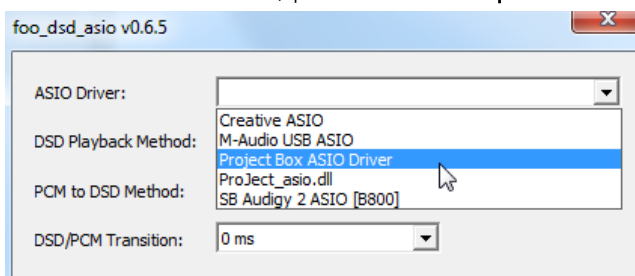 foo_dsd_asio v0.6.5
ASIO Driver:
Creative ASIO
DSD Playback Method:
M-Audio USB ASIO
Project Box ASIO Driver
PCM to DSD Method:
ProJect_asio.dll
SB Audigy 2 ASIO [B800]
DSD/PCM Transition:
0 ms